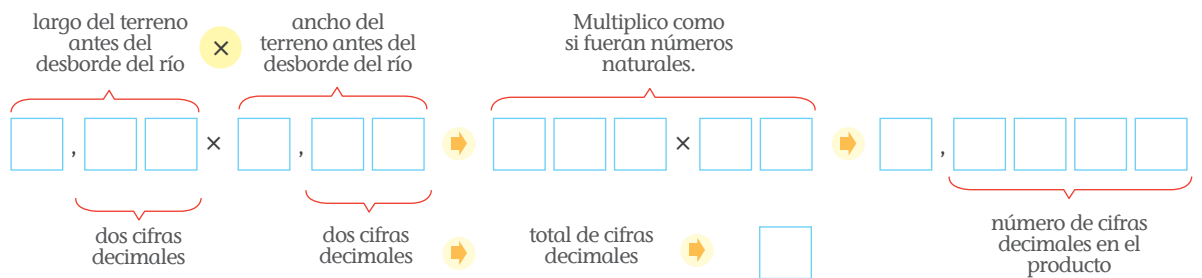 largo del terreno
antes del
desborde del río
×
ancho del
terreno antes del
desborde del río
Multiplico como
si fueran números
naturales.
, × , × ,
dos cifras
decimales
dos cifras
decimales
total de cifras
decimales
número de cifras
decimales en el
producto